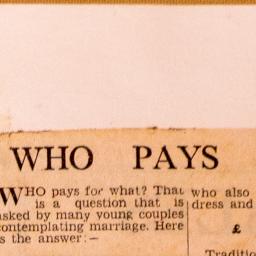 WHO PAYS
WHO pays for what? That
is a question that is
asked by many young couples
contemplating marriage. Here
is the answer:—
who also
dress and
£
Traditio